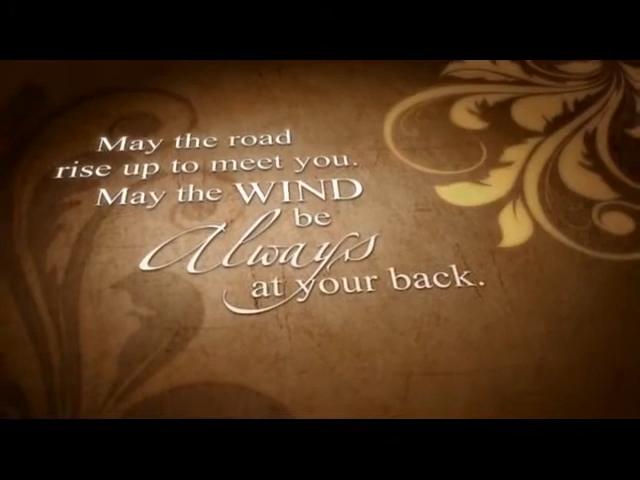 May the road
rise up to meet you.
May the WIND
be
Always
at your back.